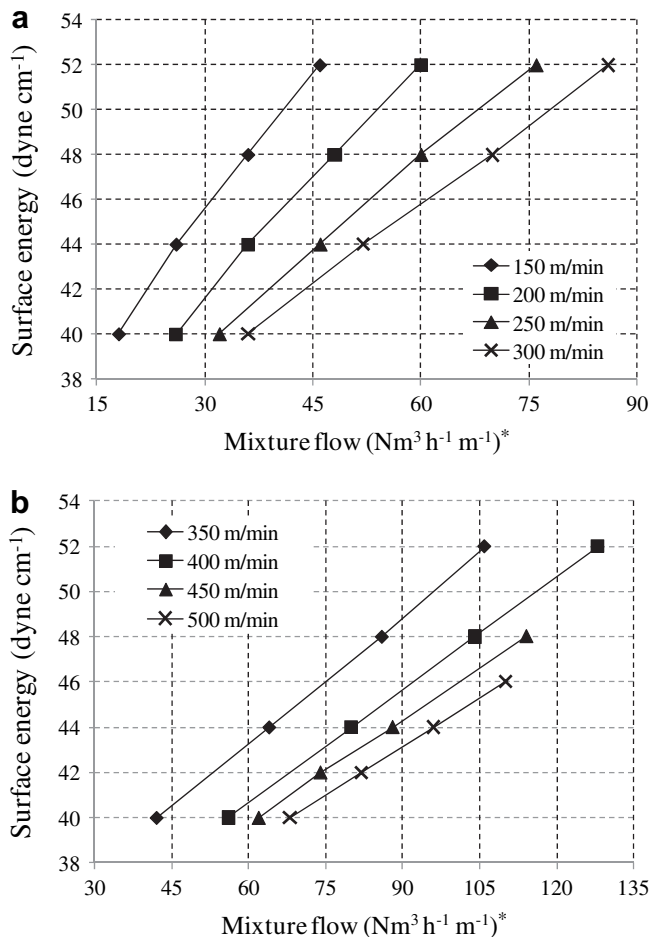 a
54
52
50
48
46
44
42
40
38
Surface energy (dyne cm⁻¹)
150 m/min
200 m/min
250 m/min
300 m/min
15 30 45 60 75 90
Mixture flow (Nm³ h⁻¹ m⁻¹)*
b
54
52
50
48
46
44
42
40
38
Surface energy (dyne cm⁻¹)
350 m/min
400 m/min
450 m/min
500 m/min
30 45 60 75 90 105 120 135
Mixture flow (Nm³ h⁻¹ m⁻¹)*